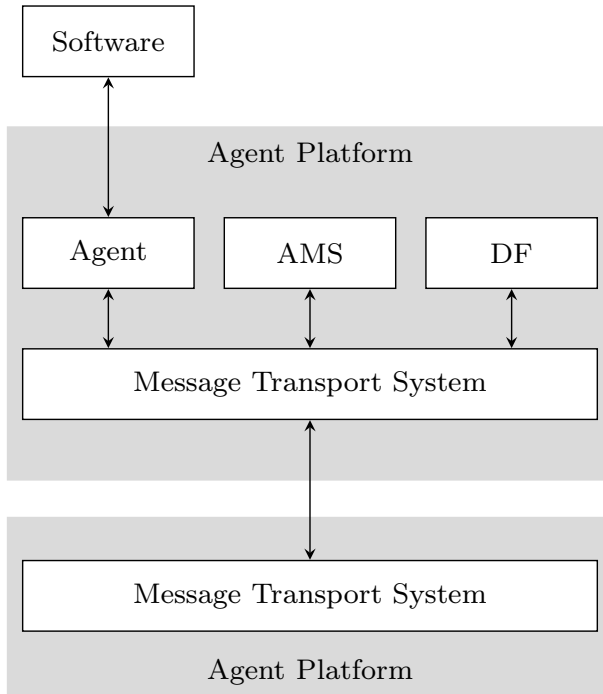 Software
Agent Platform
Agent AMS DF
Message Transport System
Message Transport System
Agent Platform